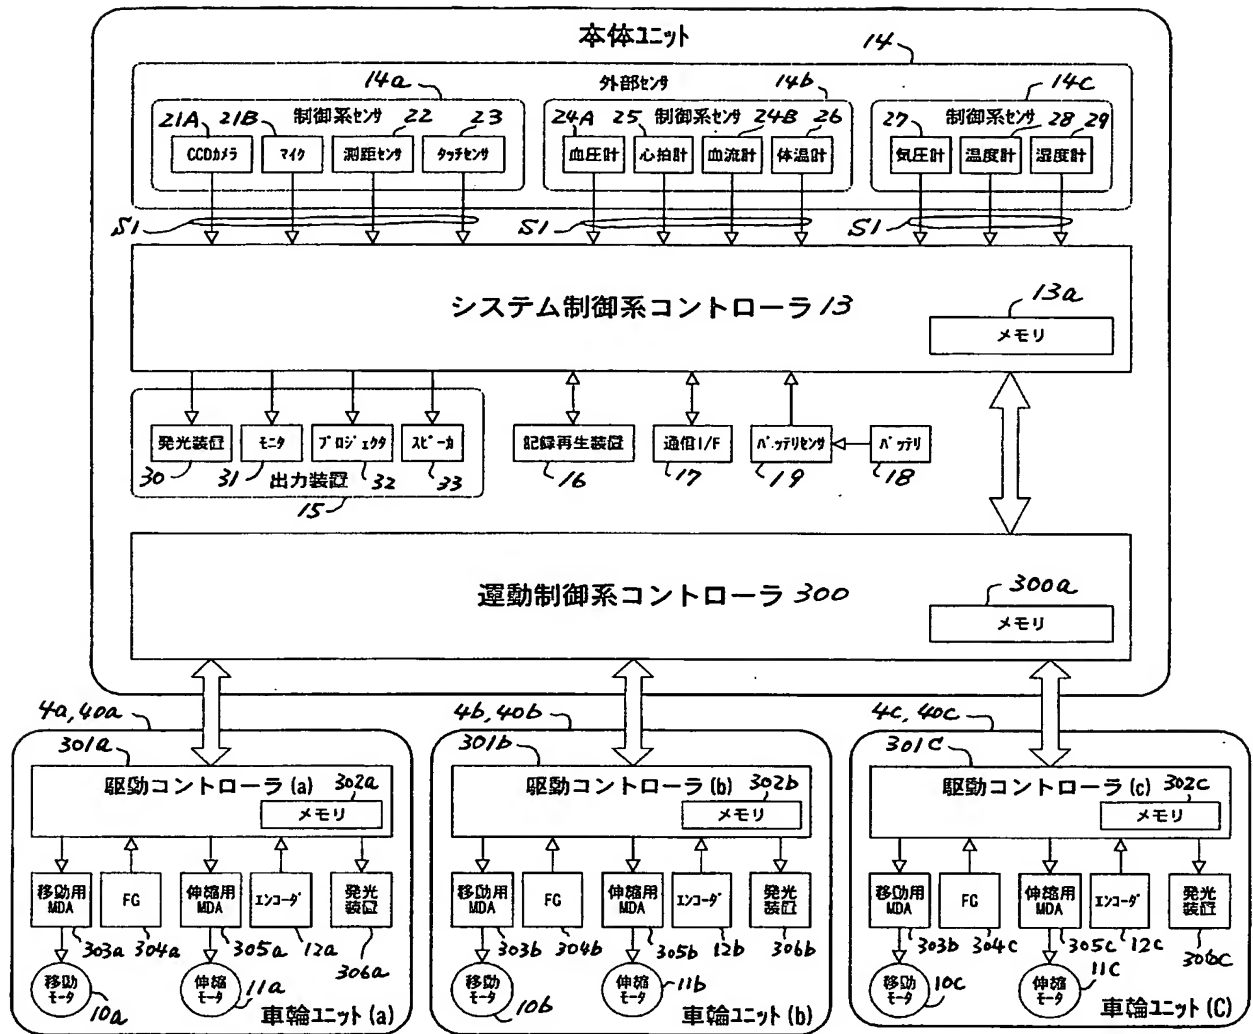 本体ユニット
14
外部センサ
14a
14b
14c
21A 21B 制御系センサ 22 23
24A 25 制御系センサ 24B 26
27 制御系センサ 28 29
CCDカメラ マイク 測距センサ タッチセンサ
血圧計 心拍計 血流計 体温計
気圧計 温度計 湿度計
S1 S1 S1
システム制御系コントローラ 13
13a
メモリ
発光装置 モニタ プロジェクタ スピーカ
記録再生装置 通信I/F バッテリセンサ バッテリ
30 31 出力装置 32 33
16 17 19 18
15
運動制御系コントローラ 300
300a
メモリ
4a,40a 4b,40b 4c,40c
301a 301b 301c
駆動コントローラ(a) 302a
メモリ
移動用MDA FG 伸縮用MDA エンコーダ 発光装置
303a 304a 305a 12a 306a
移動モータ 伸縮モータ
10a 11a
車輪ユニット(a)
駆動コントローラ(b) 302b
メモリ
移動用MDA FG 伸縮用MDA エンコーダ 発光装置
303b 304b 305b 12b 306b
移動モータ 伸縮モータ
10b 11b
車輪ユニット(b)
駆動コントローラ(c) 302c
メモリ
移動用MDA FG 伸縮用MDA エンコーダ 発光装置
303b 304c 305c 12c 306c
移動モータ 伸縮モータ
10c 11c
車輪ユニット(C)